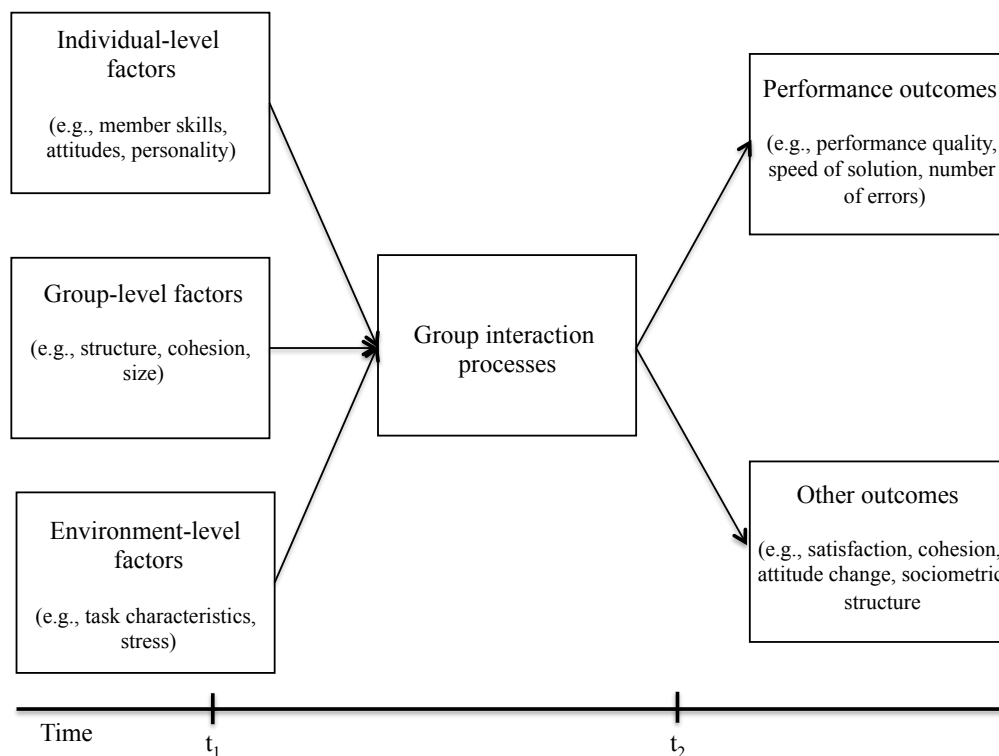 Individual-level
factors
(e.g., member skills,
attitudes, personality)
Group-level factors
(e.g., structure, cohesion,
size)
Environment-level
factors
(e.g., task characteristics,
stress)
Group interaction
processes
Performance outcomes
(e.g., performance quality,
speed of solution, number
of errors)
Other outcomes
(e.g., satisfaction, cohesion,
attitude change, sociometric
structure
Time
t₁
t₂